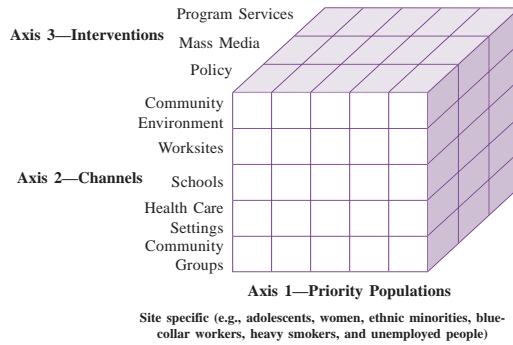 Program Services
Axis 3—Interventions
Mass Media
Policy
Community
Environment
Worksites
Axis 2—Channels
Schools
Health Care
Settings
Community
Groups
Axis 1—Priority Populations
Site specific (e.g., adolescents, women, ethnic minorities, blue-
collar workers, heavy smokers, and unemployed people)